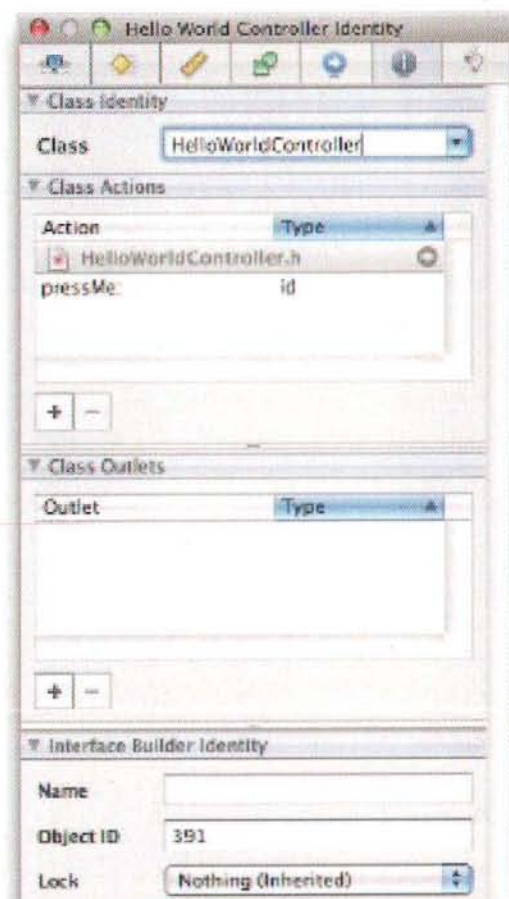 Hello World Controller Identity
Class Identity
Class HelloWorldController
Class Actions
Action Type
HelloWorldController.h
pressMe: id
+ -
Class Outlets
Outlet Type
+ -
Interface Builder Identity
Name
Object ID 391
Lock Nothing (Inherited)